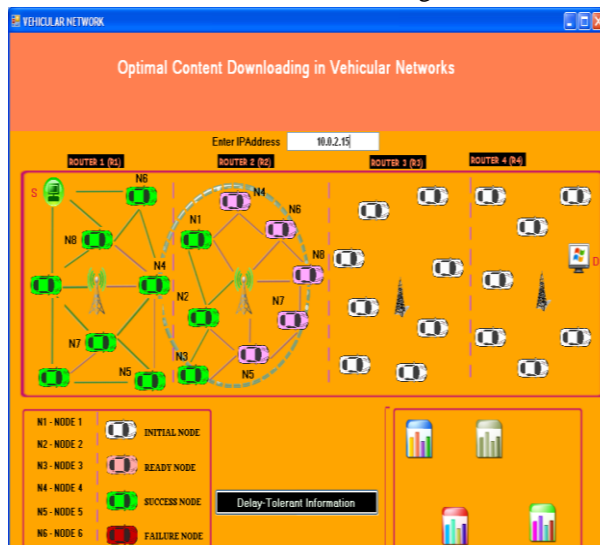 VEHICULAR NETWORK
Optimal Content Downloading in Vehicular Networks
Enter IPAddress 10.0.2.15
ROUTER 1 (R1) ROUTER 2 (R2) ROUTER 3 (R3) ROUTER 4 (R4)
S N6 N4
N1 N6
N8 N4 N8 D
N2 N7
N7 N3
N5 N5
N1 - NODE 1
INITIAL NODE
N2 - NODE 2
N3 - NODE 3 READY NODE
N4 - NODE 4
SUCCESS NODE Delay-Tolerant Information
N5 - NODE 5
N6 - NODE 6 FAILURE NODE